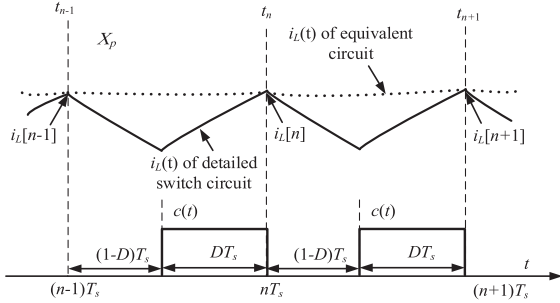 t_{n-1} t_n t_{n+1}
X_p
i_L(t) of equivalent
circuit
i_L[n-1] i_L[n] i_L[n+1]
i_L(t) of detailed
switch circuit
c(t) c(t)
(1-D)T_s DT_s (1-D)T_s DT_s t
(n-1)T_s nT_s (n+1)T_s